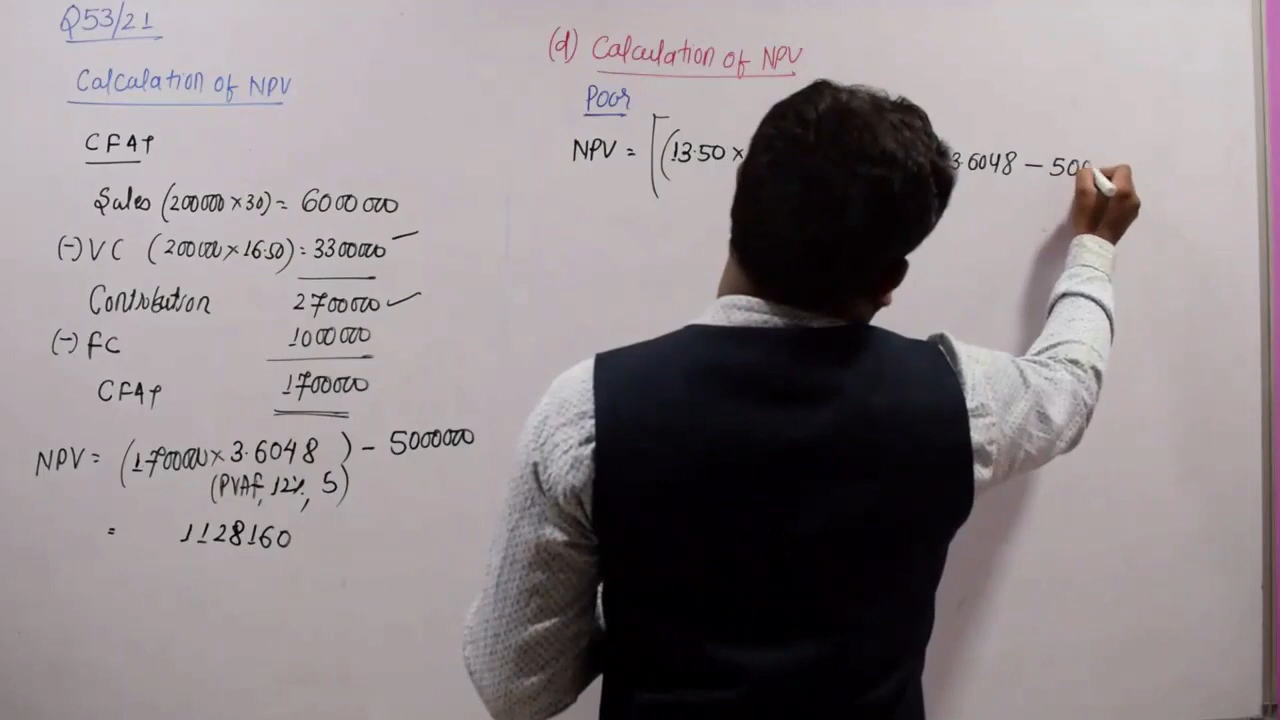 Q53/21
Calculation of NPV
CFAT
Sales (200000 × 30) = 6000000
(-) VC (200000 × 16.50) = 3300000
Contribution 2700000
(-) FC 1000000
CFAT 1700000
NPV = (1700000 × 3.6048) - 5000000
(PVAF, 12%, 5)
= 1128160
(d) Calculation of NPV
Poor
NPV = [(13.50 × 3.6048 - 500